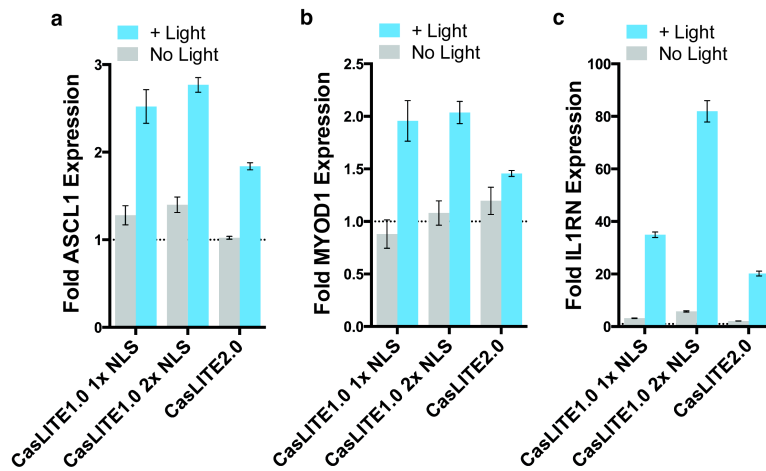 a
+ Light
No Light
Fold ASCL1 Expression
3
2
1
0
CasLITE1.0 1x NLS
CasLITE1.0 2x NLS
CasLITE2.0
b
+ Light
No Light
Fold MYOD1 Expression
2.5
2.0
1.5
1.0
0.5
0.0
CasLITE1.0 1x NLS
CasLITE1.0 2x NLS
CasLITE2.0
c
+ Light
No Light
Fold IL1RN Expression
100
80
60
40
20
0
CasLITE1.0 1x NLS
CasLITE1.0 2x NLS
CasLITE2.0